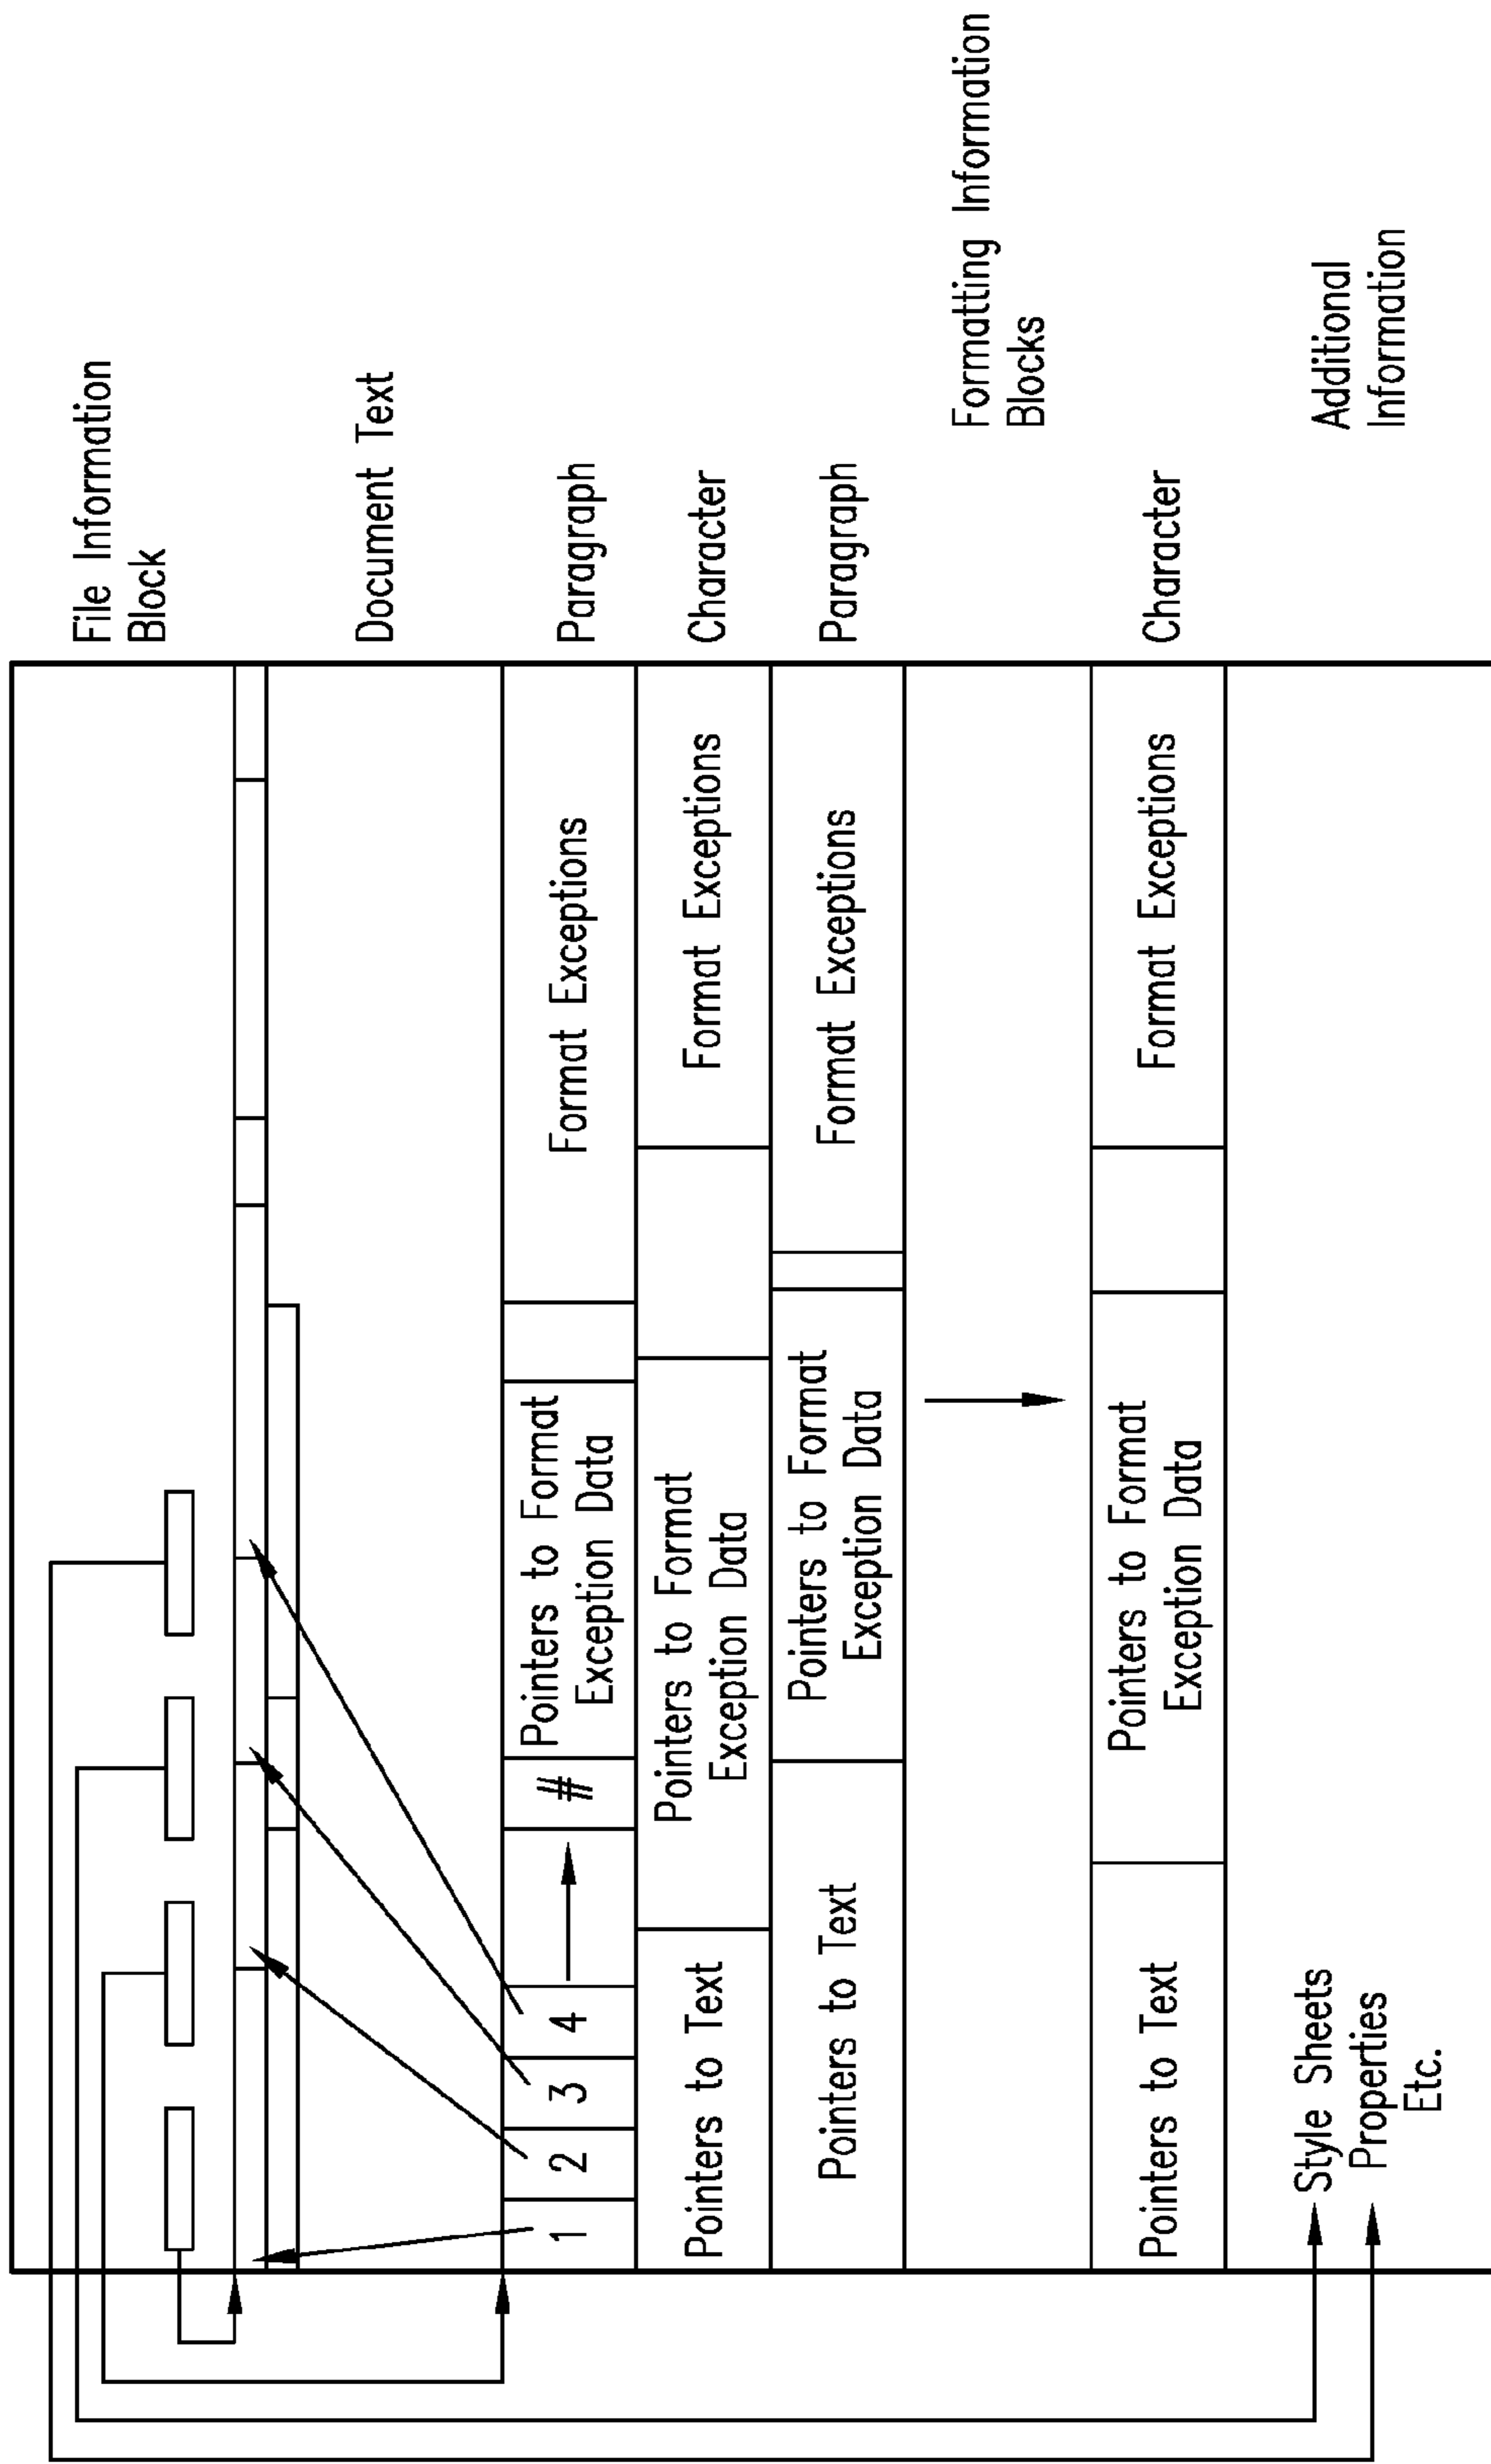 File Information
Block
Document Text
1
2
3
4
#
Pointers to Format
Exception Data
Format Exceptions
Paragraph
Pointers to Text
Pointers to Format
Exception Data
Format Exceptions
Character
Pointers to Text
Pointers to Format
Exception Data
Format Exceptions
Paragraph
Formatting Information
Blocks
Pointers to Text
Pointers to Format
Exception Data
Format Exceptions
Character
Style Sheets
Properties
Etc.
Additional
Information